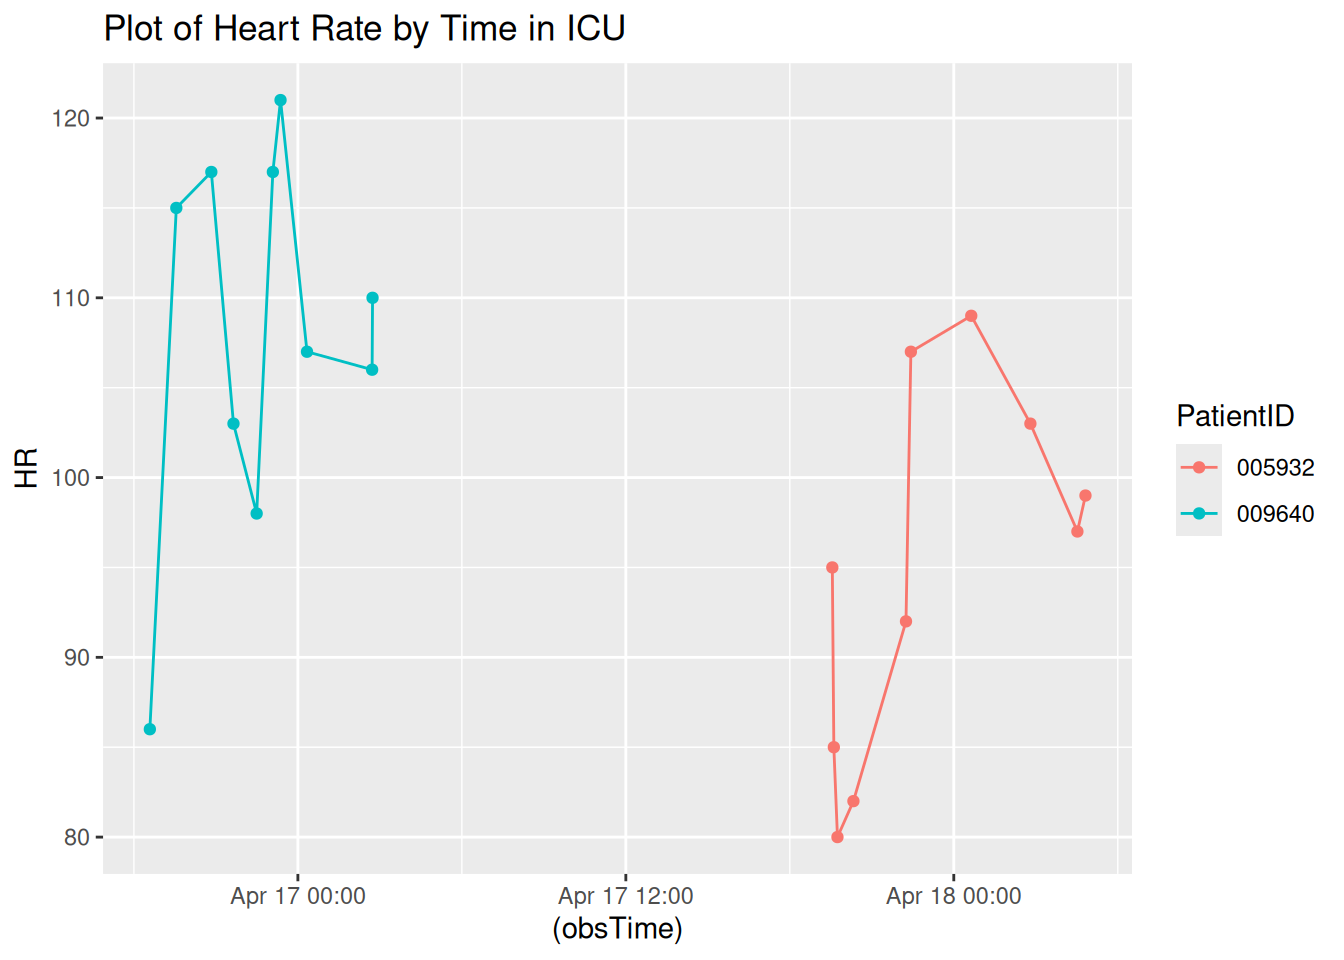 Plot of Heart Rate by Time in ICU
120
110
100
90
80
HR
Apr 17 00:00
Apr 17 12:00
Apr 18 00:00
(obsTime)
PatientID
005932
009640